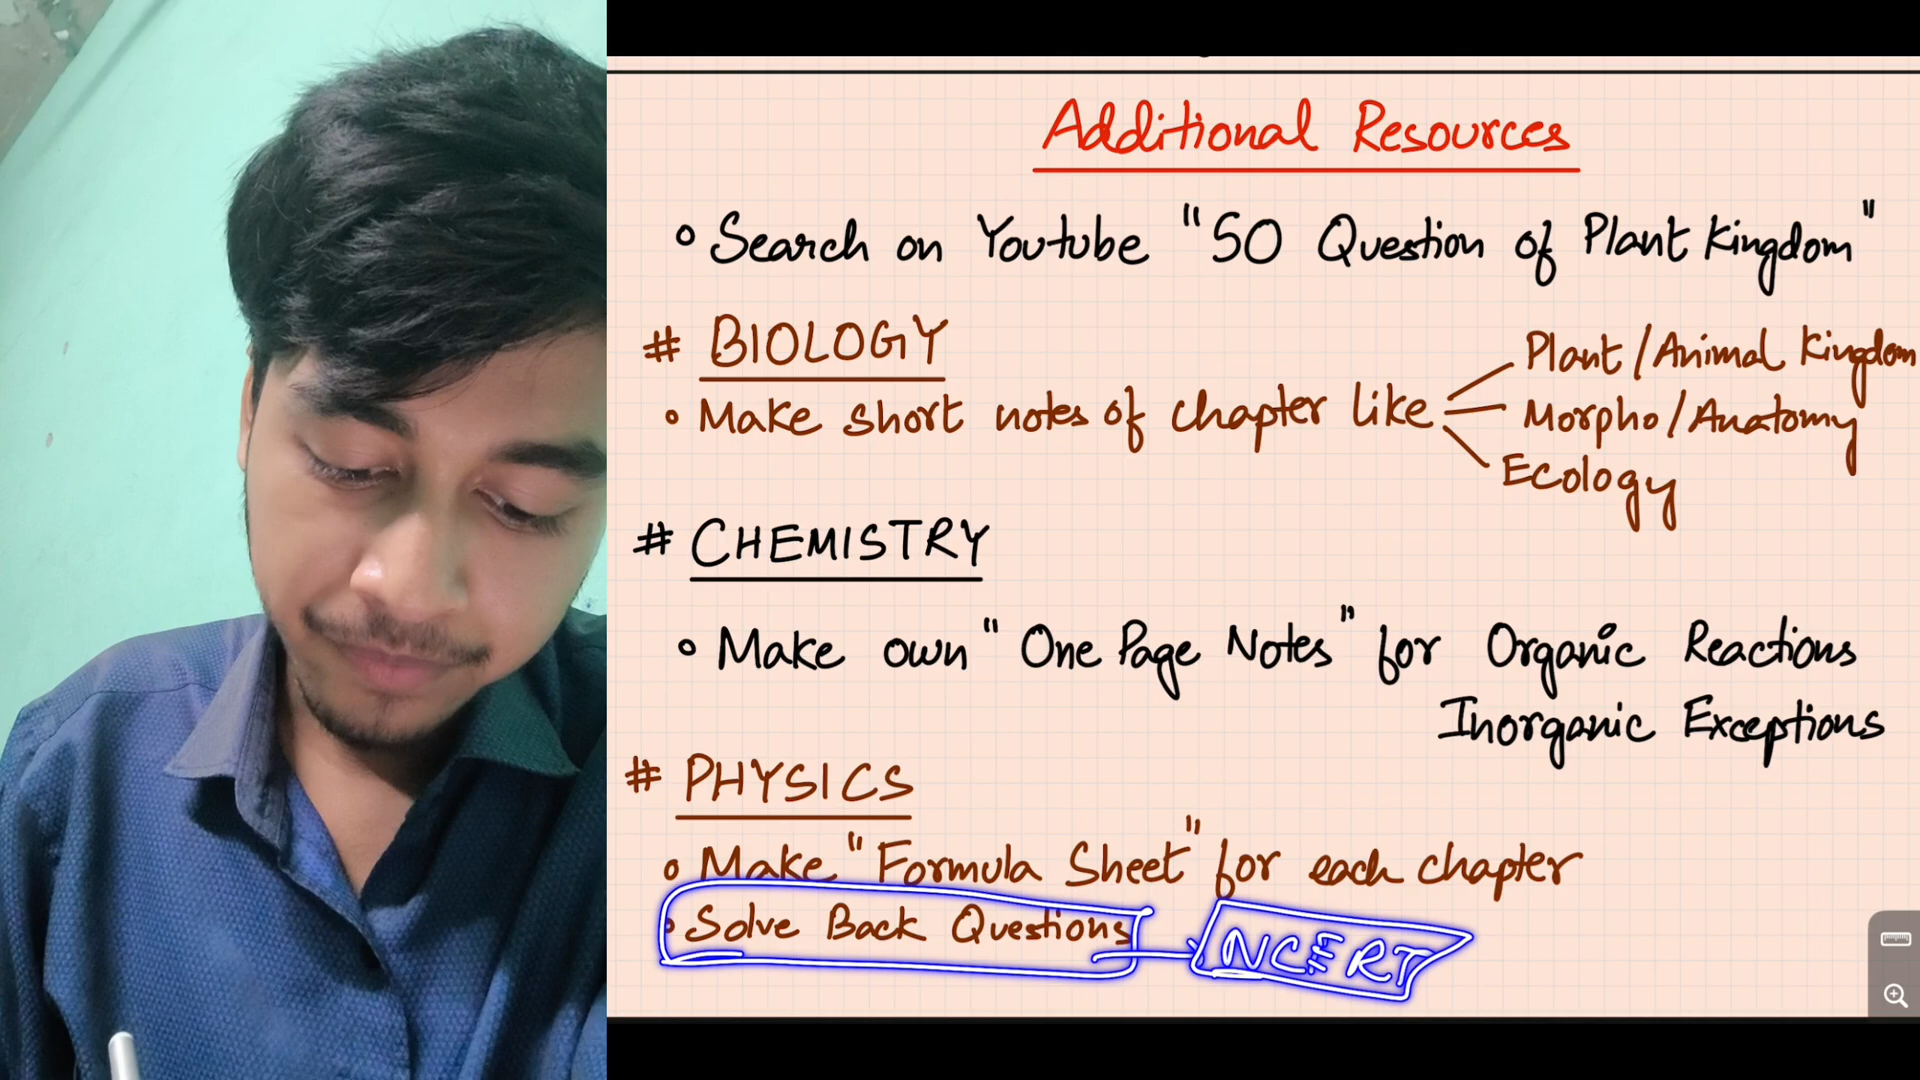 Additional Resources
Search on Youtube "50 Question of Plant Kingdom"
# BIOLOGY
Make short notes of chapter like
Plant/Animal Kingdom
Morpho/Anatomy
Ecology
# CHEMISTRY
Make own "One Page Notes" for Organic Reactions
Inorganic Exceptions
# PHYSICS
Make "Formula Sheet" for each chapter
Solve Back Questions
NCERT